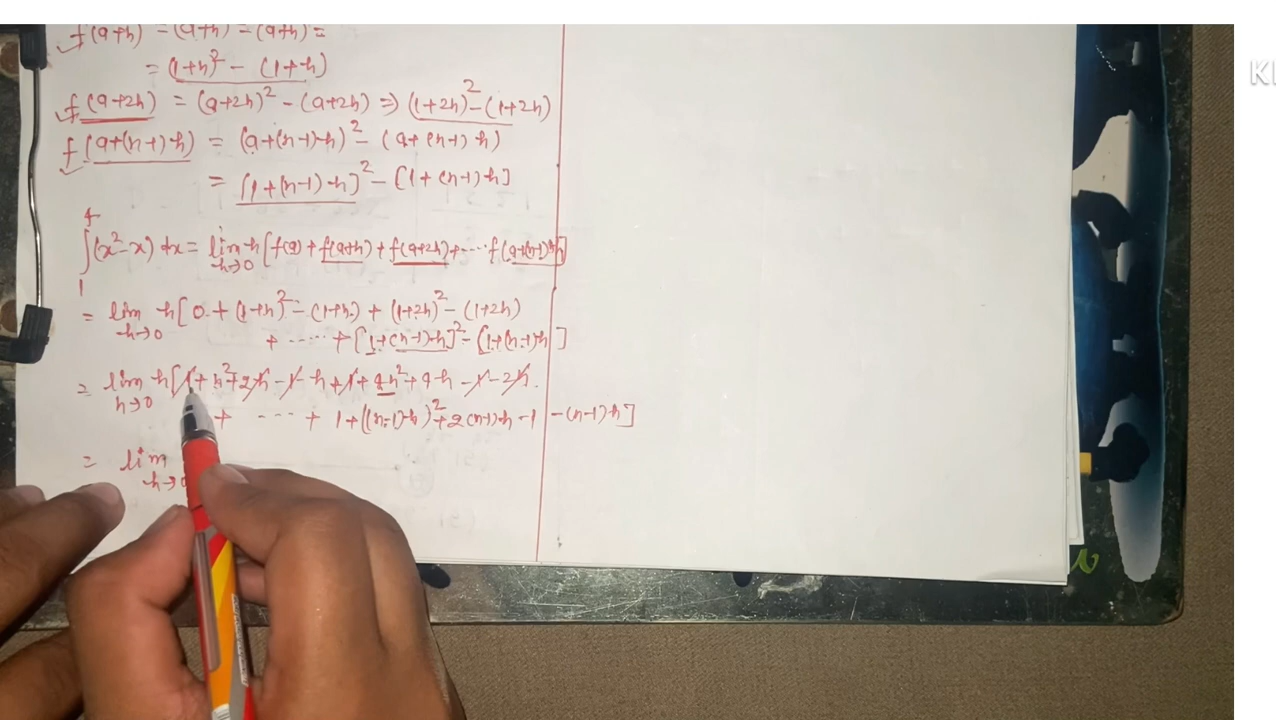 f(a+h) = (a+h) - (a+h) =
= (1+h)² - (1+h)
f(a+2h) = (a+2h)² - (a+2h) ⇒ (1+2h)² - (1+2h)
f(a+(n-1)h) = (a+(n-1)h)² - (a+(n-1)h)
= [1+(n-1)h]² - [1+(n-1)h]
∫₁⁴(x²-x) dx = lim h→0 h[f(a) + f(a+h) + f(a+2h) + ..... f(a+(n-1)h)]
= lim h→0 h[0 + (1+h)² - (1+h) + (1+2h)² - (1+2h)
+ ..... + [1+(n-1)h]² - [1+(n-1)h]
= lim h→0 h[1 + h² + 2h - 1 - h + 1 + 4h² + 4h - 1 - 2h
+ .... + 1 + ((n-1)h)² + 2(n-1)h - 1 - (n-1)h]
= lim h→0
KI